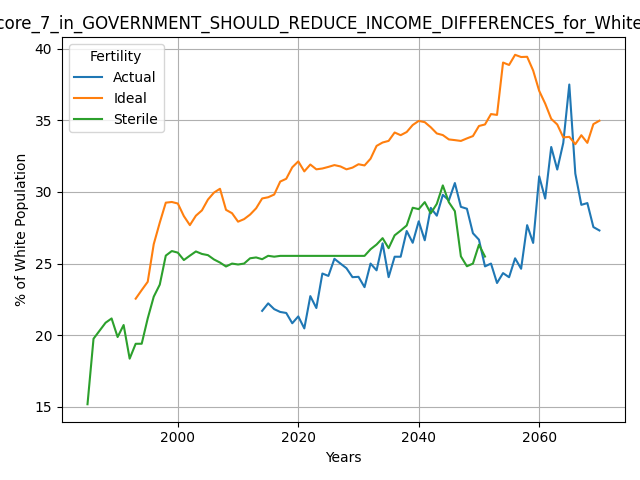 core_7_in_GOVERNMENT_SHOULD_REDUCE_INCOME_DIFFERENCES_for_White
Fertility
Actual
Ideal
Sterile
% of White Population
40
35
30
25
20
15
2000
2020
2040
2060
Years